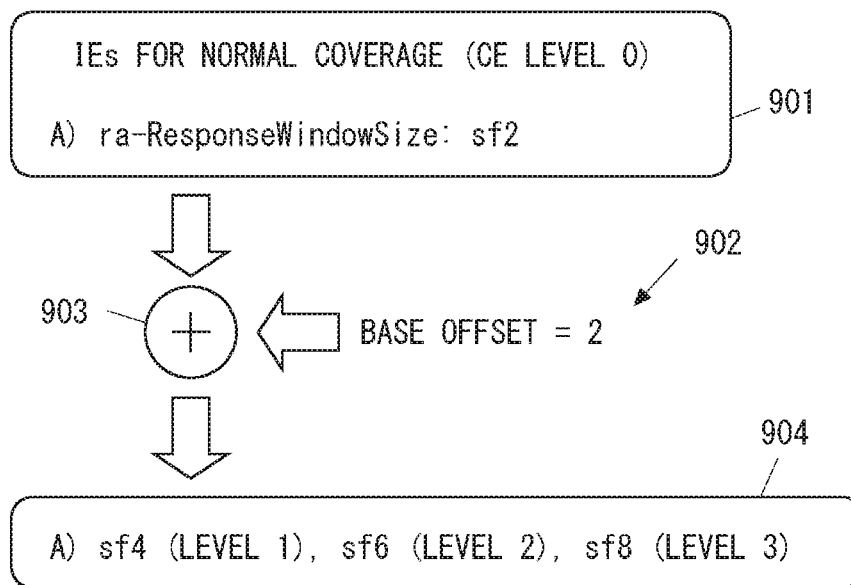 IEs FOR NORMAL COVERAGE (CE LEVEL 0)
A) ra-ResponseWindowSize: sf2
901
902
903
+
BASE OFFSET = 2
904
A) sf4 (LEVEL 1), sf6 (LEVEL 2), sf8 (LEVEL 3)